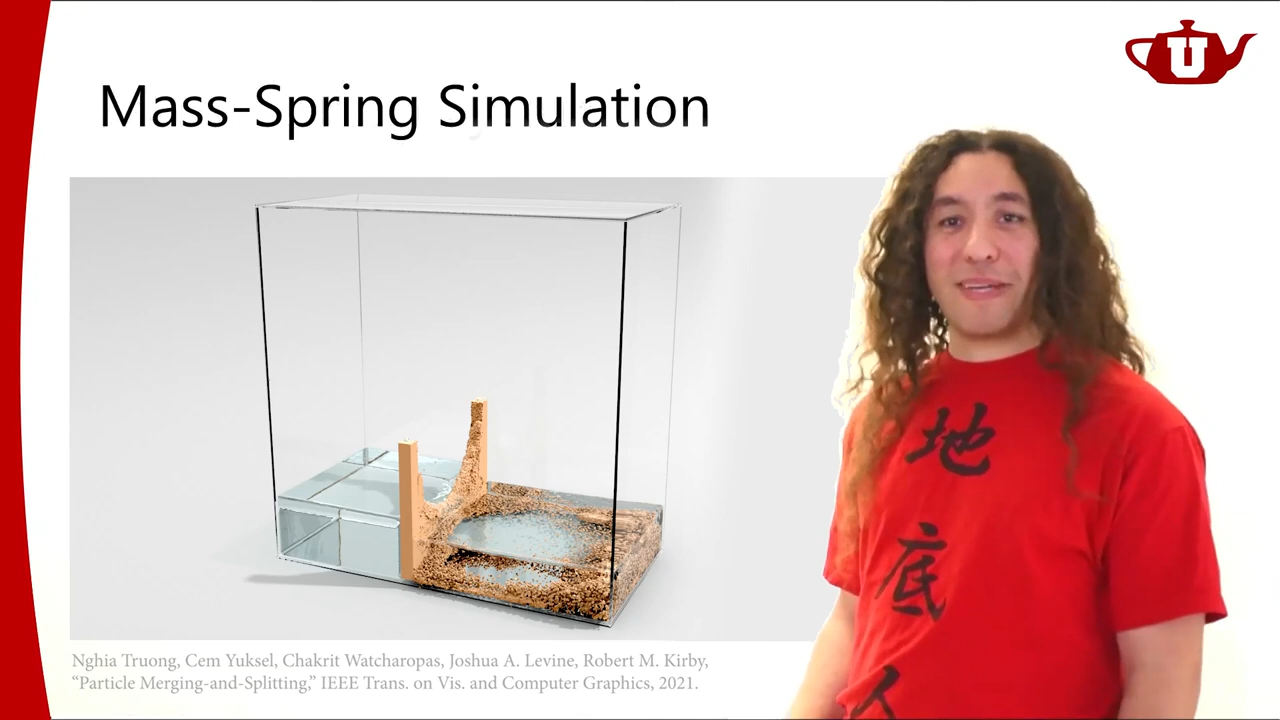 U
Mass-Spring Simulation
地
底
人
Nghia Truong, Cem Yuksel, Chakrit Watcharopas, Joshua A. Levine, Robert M. Kirby,
“Particle Merging-and-Splitting,” IEEE Trans. on Vis. and Computer Graphics, 2021.